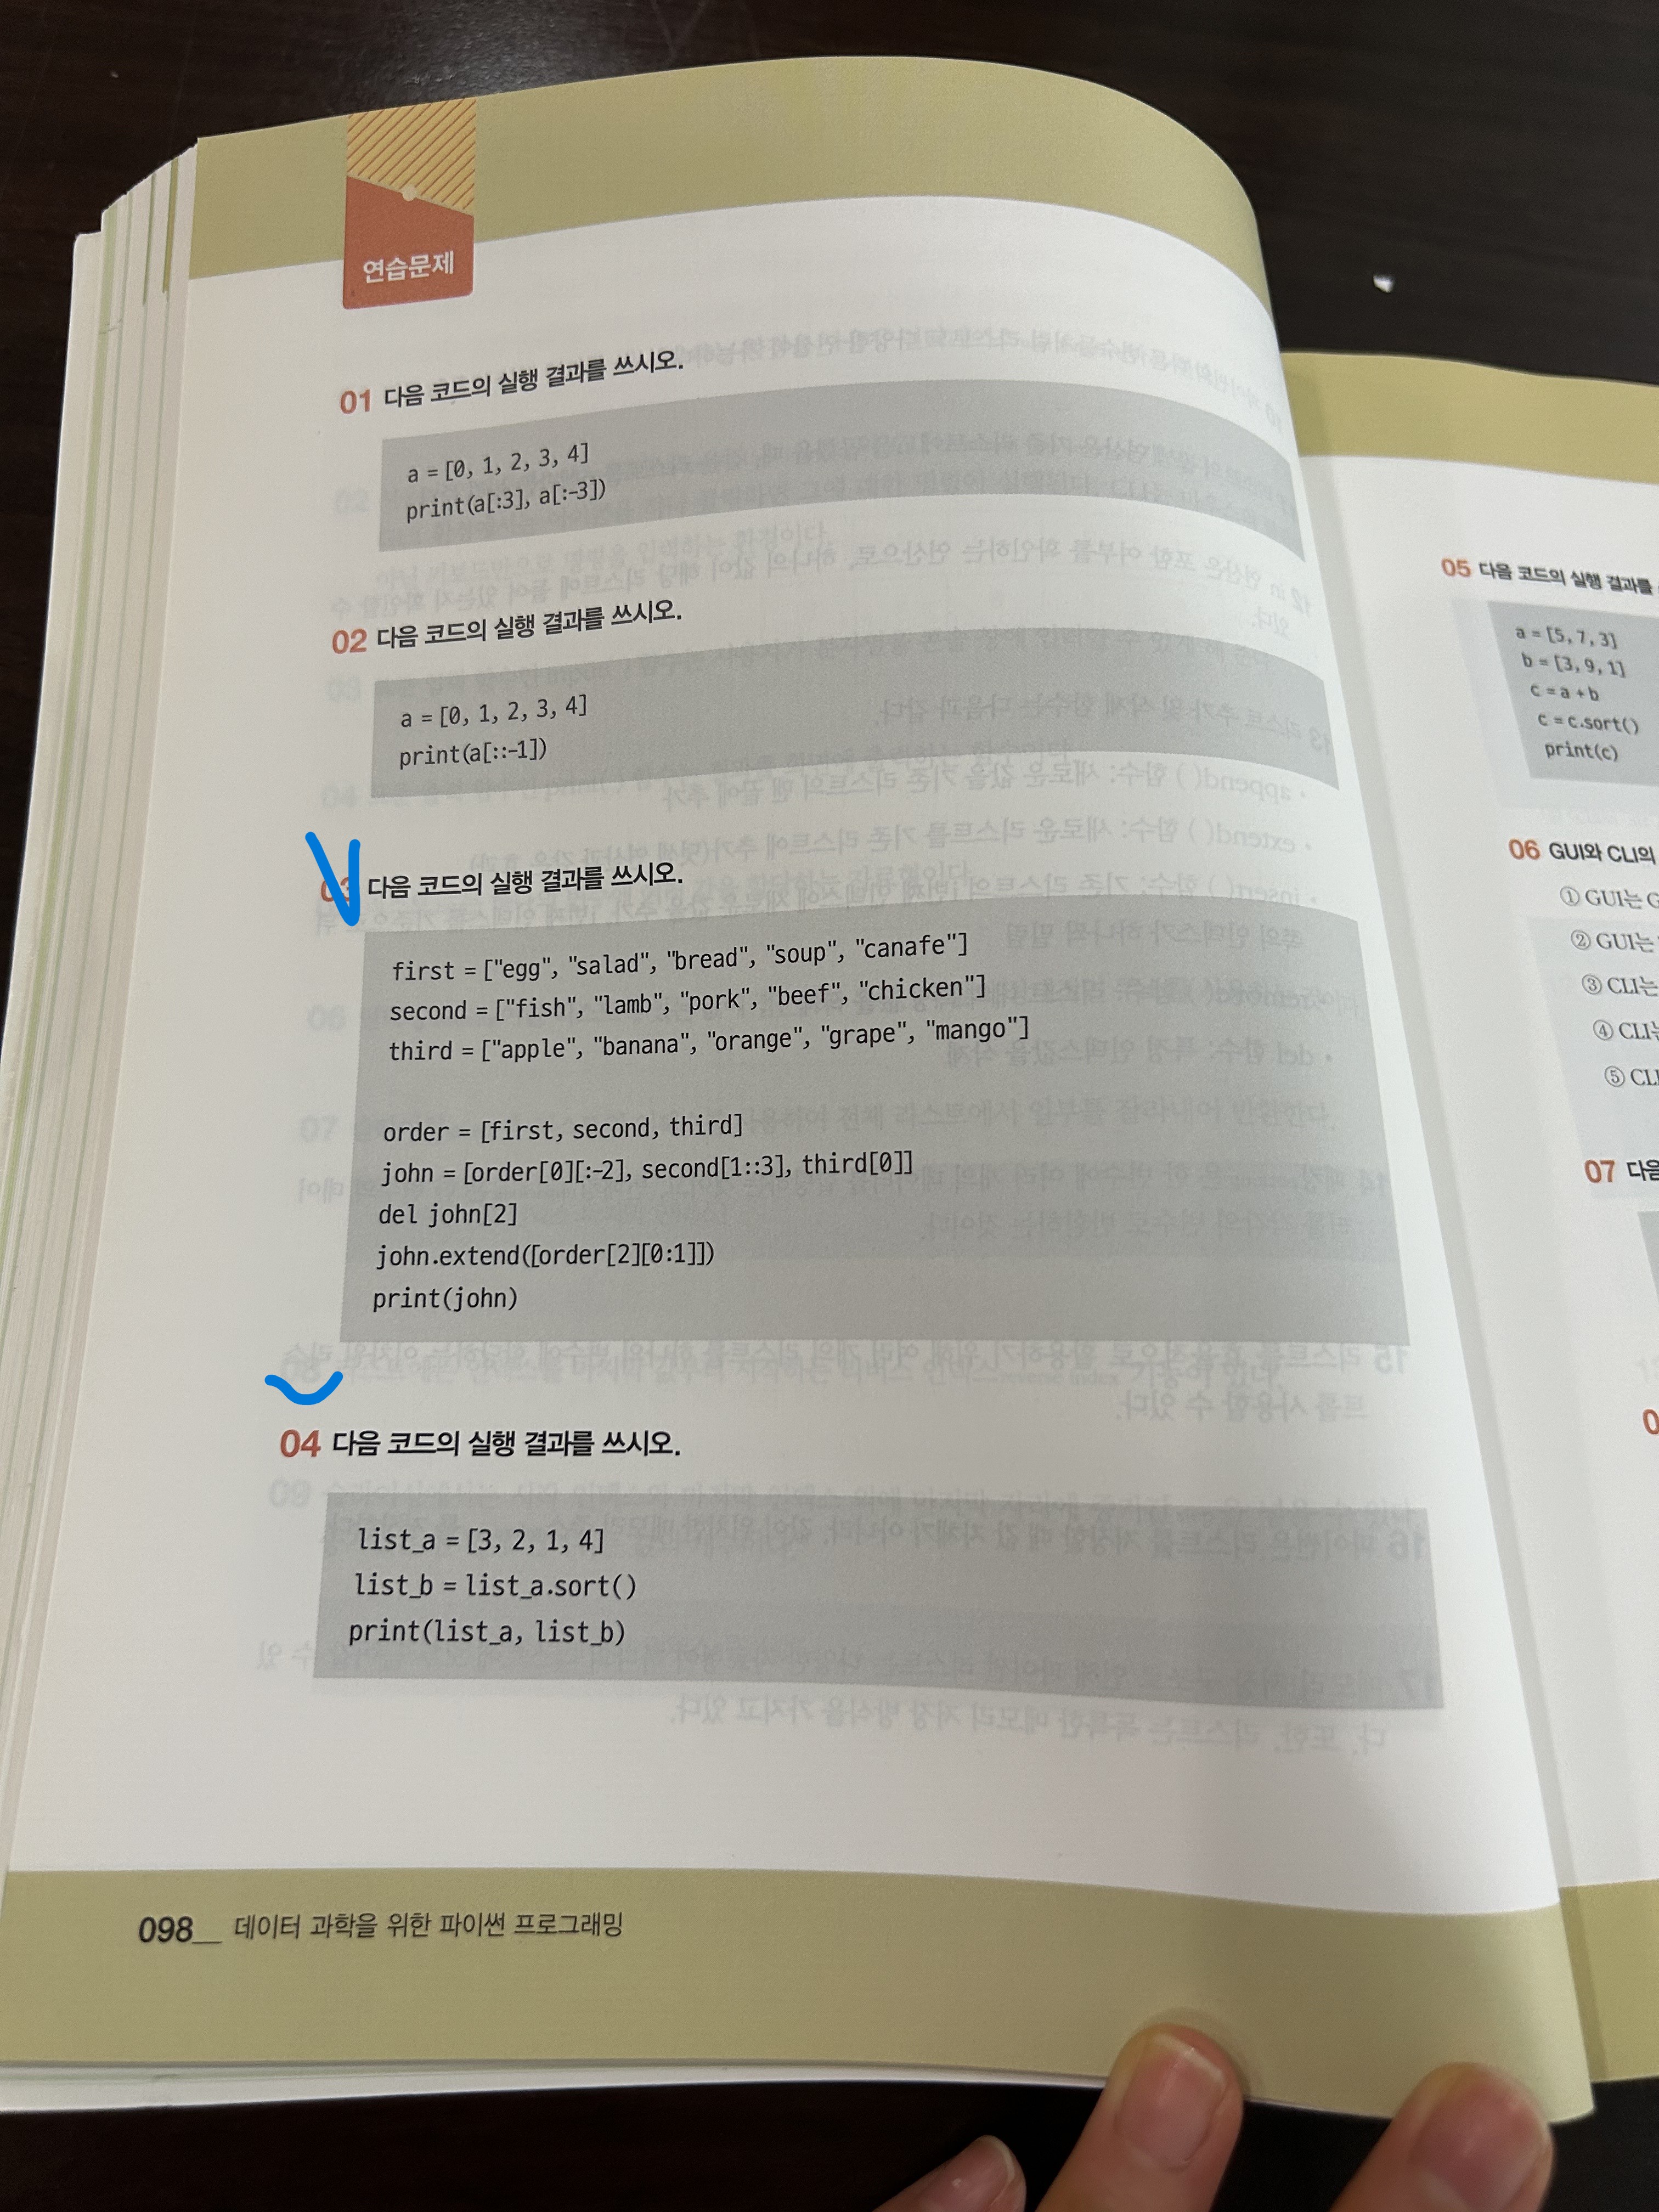 연습문제
01 다음 코드의 실행 결과를 쓰시오.
a = [0, 1, 2, 3, 4]
print(a[:3], a[:-3])
02 다음 코드의 실행 결과를 쓰시오.
a = [0, 1, 2, 3, 4]
print(a[::-1])
03 다음 코드의 실행 결과를 쓰시오.
first = ["egg", "salad", "bread", "soup", "canafe"]
second = ["fish", "lamb", "pork", "beef", "chicken"]
third = ["apple", "banana", "orange", "grape", "mango"]
order = [first, second, third]
john = [order[0][:-2], second[1::3], third[0]]
del john[2]
john.extend([order[2][0:1]])
print(john)
04 다음 코드의 실행 결과를 쓰시오.
list_a = [3, 2, 1, 4]
list_b = list_a.sort()
print(list_a, list_b)
098__ 데이터 과학을 위한 파이썬 프로그래밍
05 다음 코드의 실행 결과를
a = [5, 7, 3]
b = [3, 9, 1]
c = a + b
c = c.sort()
print(c)
06 GUI와 CLI의
① GUI는 G
② GUI는
③ CLI는
④ CLI는
⑤ CLI
07 다음